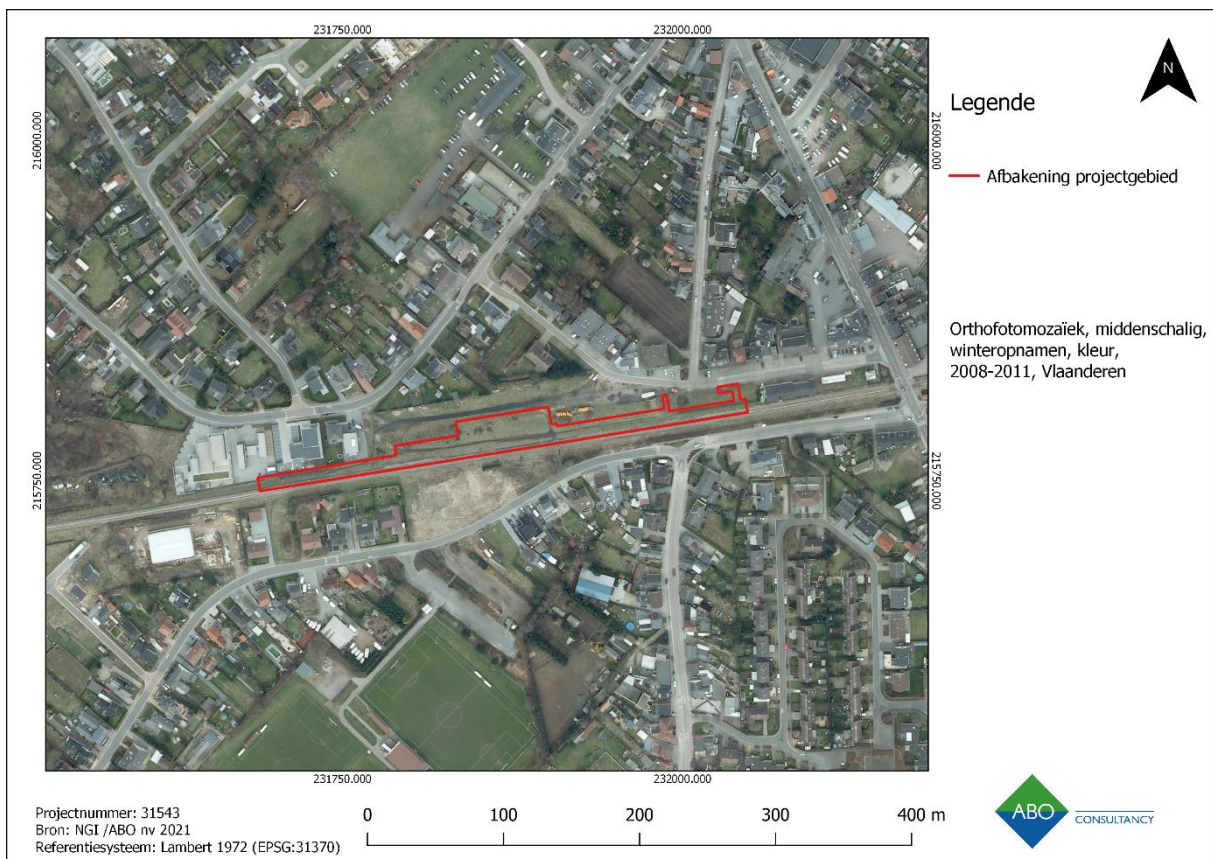 231750.000
232000.000
216000.000
216000.000
N
Legende
Afbakening projectgebied
Orthofotomozaïek, middenschalig,
winteropnamen, kleur,
2008-2011, Vlaanderen
215750.000
215750.000
231750.000
232000.000
Projectnummer: 31543
Bron: NGI /ABO nv 2021
Referentiesysteem: Lambert 1972 (EPSG:31370)
0
100
200
300
400 m
ABO
CONSULTANCY